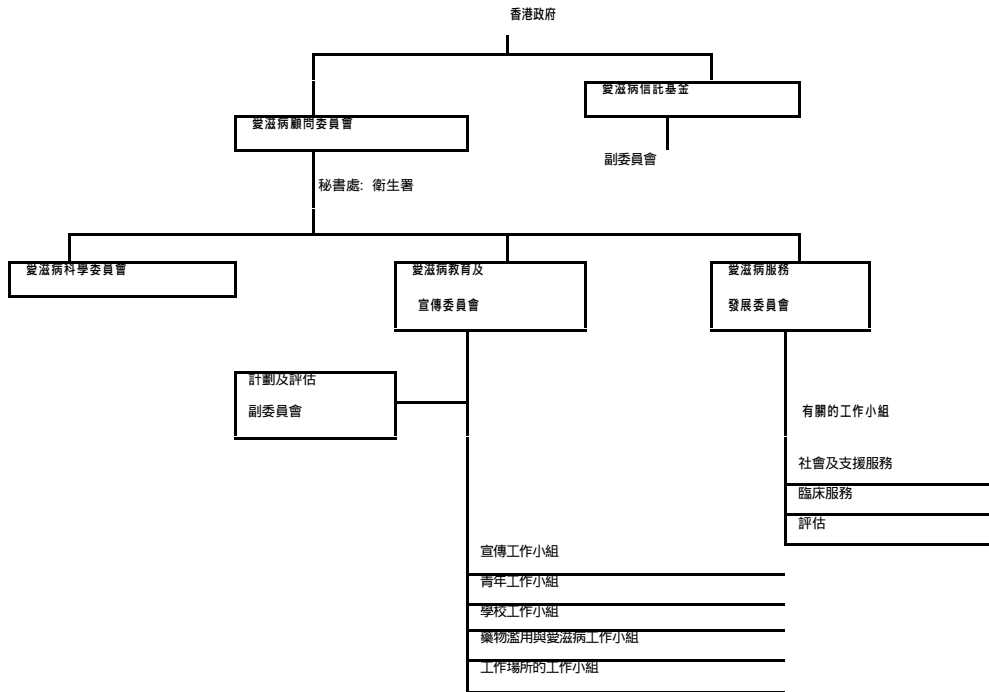 香港政府
愛滋病信託基金
愛滋病顧問委員會
副委員會
秘書處: 衛生署
愛滋病科學委員會
愛滋病教育及
宣傳委員會
愛滋病服務
發展委員會
計劃及評估
副委員會
有關的工作小組
社會及支援服務
臨床服務
評估
宣傳工作小組
青年工作小組
學校工作小組
藥物濫用與愛滋病工作小組
工作場所的工作小組